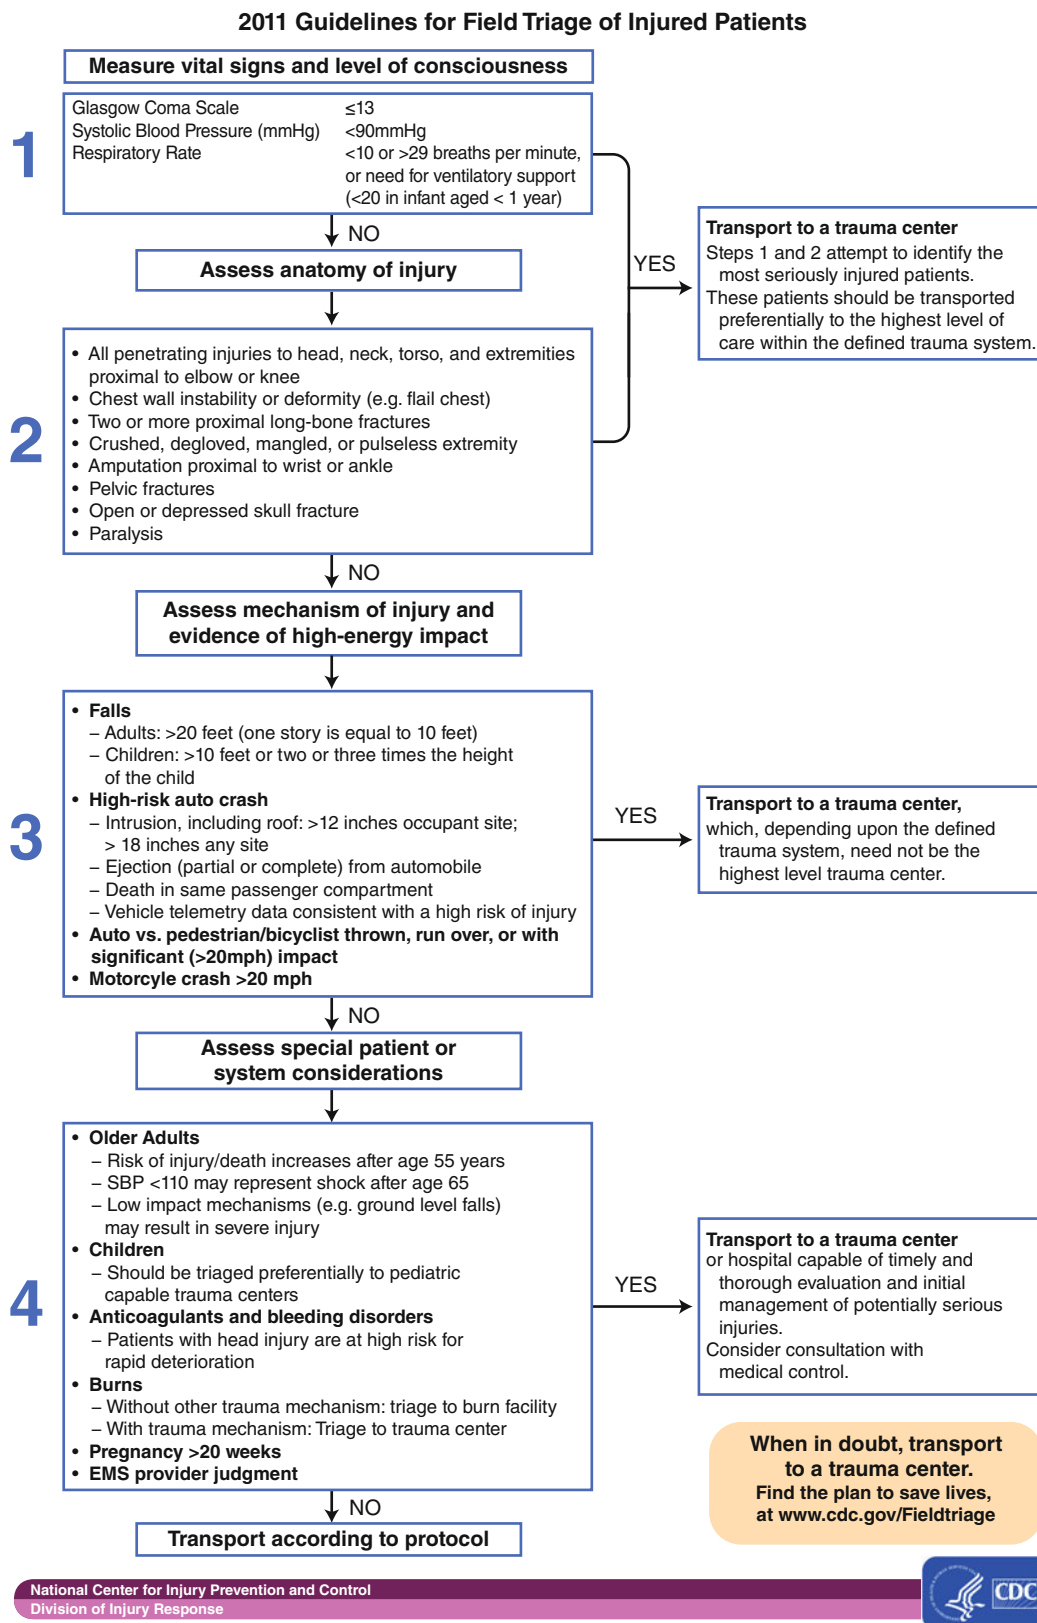 2011 Guidelines for Field Triage of Injured Patients
Measure vital signs and level of consciousness
1
Glasgow Coma Scale ≤13
Systolic Blood Pressure (mmHg) <90mmHg
Respiratory Rate <10 or >29 breaths per minute,
or need for ventilatory support
(<20 in infant aged < 1 year)
NO
YES
Transport to a trauma center
Steps 1 and 2 attempt to identify the
most seriously injured patients.
These patients should be transported
preferentially to the highest level of
care within the defined trauma system.
Assess anatomy of injury
2
• All penetrating injuries to head, neck, torso, and extremities
proximal to elbow or knee
• Chest wall instability or deformity (e.g. flail chest)
• Two or more proximal long-bone fractures
• Crushed, degloved, mangled, or pulseless extremity
• Amputation proximal to wrist or ankle
• Pelvic fractures
• Open or depressed skull fracture
• Paralysis
NO
Assess mechanism of injury and
evidence of high-energy impact
3
• Falls
– Adults: >20 feet (one story is equal to 10 feet)
– Children: >10 feet or two or three times the height
of the child
• High-risk auto crash
– Intrusion, including roof: >12 inches occupant site;
> 18 inches any site
– Ejection (partial or complete) from automobile
– Death in same passenger compartment
– Vehicle telemetry data consistent with a high risk of injury
• Auto vs. pedestrian/bicyclist thrown, run over, or with
significant (>20mph) impact
• Motorcyle crash >20 mph
YES
Transport to a trauma center,
which, depending upon the defined
trauma system, need not be the
highest level trauma center.
NO
Assess special patient or
system considerations
4
• Older Adults
– Risk of injury/death increases after age 55 years
– SBP <110 may represent shock after age 65
– Low impact mechanisms (e.g. ground level falls)
may result in severe injury
• Children
– Should be triaged preferentially to pediatric
capable trauma centers
• Anticoagulants and bleeding disorders
– Patients with head injury are at high risk for
rapid deterioration
• Burns
– Without other trauma mechanism: triage to burn facility
– With trauma mechanism: Triage to trauma center
• Pregnancy >20 weeks
• EMS provider judgment
YES
Transport to a trauma center
or hospital capable of timely and
thorough evaluation and initial
management of potentially serious
injuries.
Consider consultation with
medical control.
NO
Transport according to protocol
When in doubt, transport
to a trauma center.
Find the plan to save lives,
at www.cdc.gov/Fieldtriage
National Center for Injury Prevention and Control
Division of Injury Response
CDC